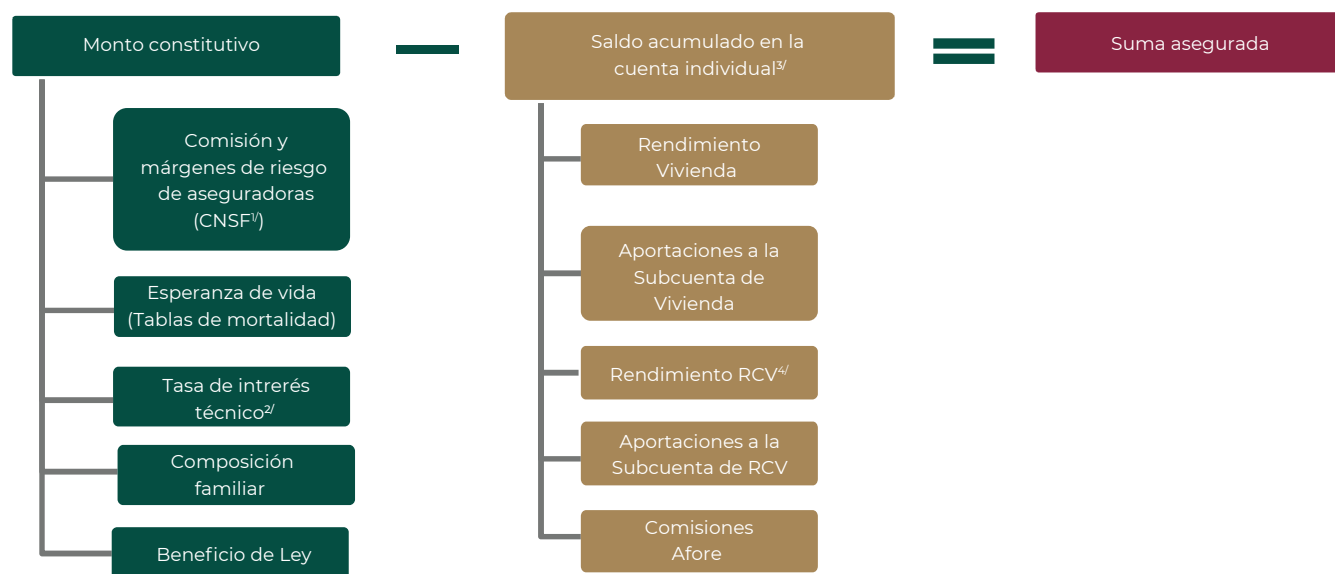 Monto constitutivo
Saldo acumulado en la
cuenta individual³/
Suma asegurada
Comisión y
márgenes de riesgo
de aseguradoras
(CNSF¹/)
Esperanza de vida
(Tablas de mortalidad)
Tasa de intrerés
técnico²/
Composición
familiar
Beneficio de Ley
Rendimiento
Vivienda
Aportaciones a la
Subcuenta de
Vivienda
Rendimiento RCV⁴/
Aportaciones a la
Subcuenta de RCV
Comisiones
Afore